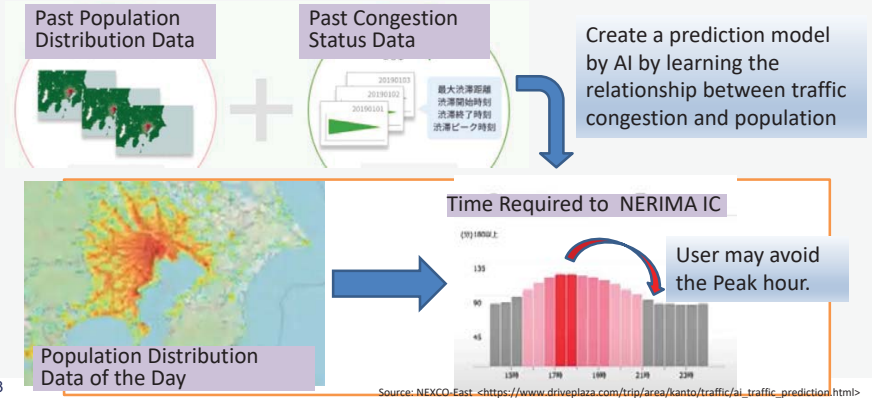 Past Population
Distribution Data
Past Congestion
Status Data
20190103
20190102
20190101
最大渋滞距離
渋滞開始時刻
渋滞終了時刻
渋滞ピーク時刻
Create a prediction model
by AI by learning the
relationship between traffic
congestion and population
Time Required to NERIMA IC
(分)180以上
135
90
45
15時
17時
19時
21時
23時
User may avoid
the Peak hour.
Population Distribution
Data of the Day
3
Source: NEXCO-East <https://www.driveplaza.com/trip/area/kanto/traffic/ai_traffic_prediction.html>